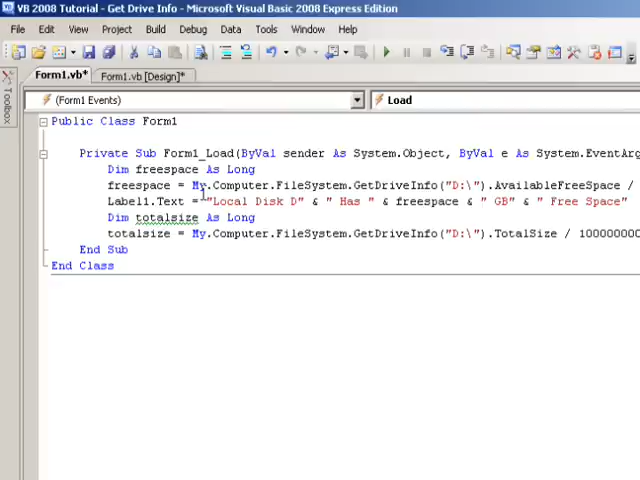 VB 2008 Tutorial - Get Drive Info - Microsoft Visual Basic 2008 Express Edition
File Edit View Project Build Debug Data Tools Window Help
Form1.vb* Form1.vb [Design]*
Toolbox
(Form1 Events) Load
Public Class Form1
Private Sub Form1_Load(ByVal sender As System.Object, ByVal e As System.EventArg
Dim freespace As Long
freespace = My.Computer.FileSystem.GetDriveInfo("D:\").AvailableFreeSpace /
Label1.Text = "Local Disk D" & " Has " & freespace & " GB" & " Free Space"
Dim totalsize As Long
totalsize = My.Computer.FileSystem.GetDriveInfo("D:\").TotalSize / 1000000000
End Sub
End Class